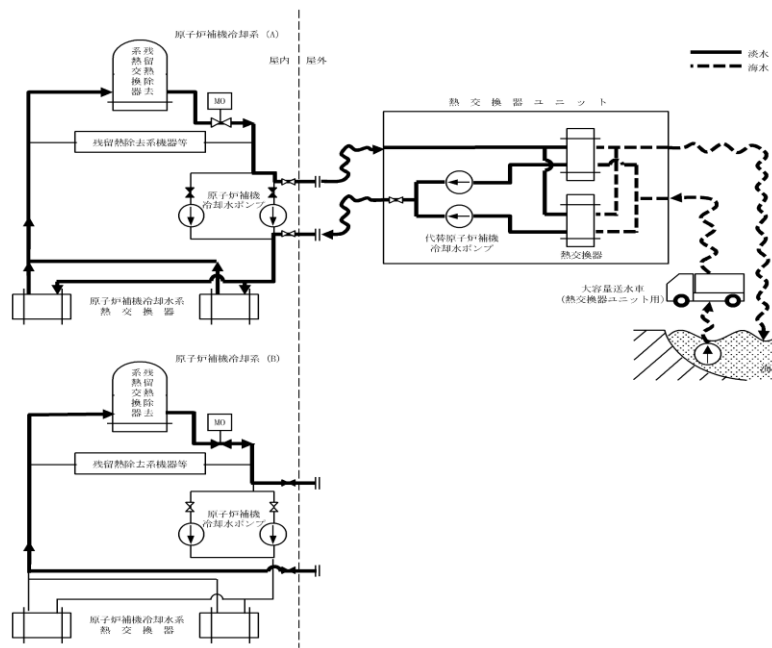 原子炉補機冷却系 (A)
屋内
屋外
残留熱除去
系熱交換器
MO
残留熱除去系機器等
原子炉補機
冷却水ポンプ
原子炉補機冷却水系
熱交換器
淡水
海水
熱交換器ユニット
代替原子炉補機
冷却水ポンプ
熱交換器
大容量送水車
(熱交換器ユニット用)
海
原子炉補機冷却系 (B)
残留熱除去
系熱交換器
MO
残留熱除去系機器等
原子炉補機
冷却水ポンプ
原子炉補機冷却水系
熱交換器